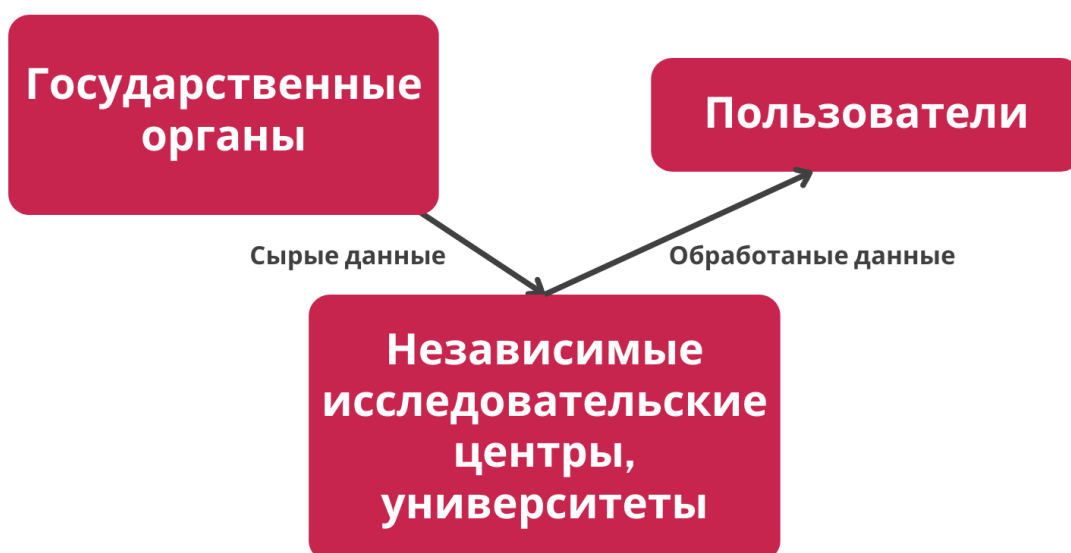 Государственные
органы
Пользователи
Сырые данные
Обработаные данные
Независимые
исследовательские
центры,
университеты